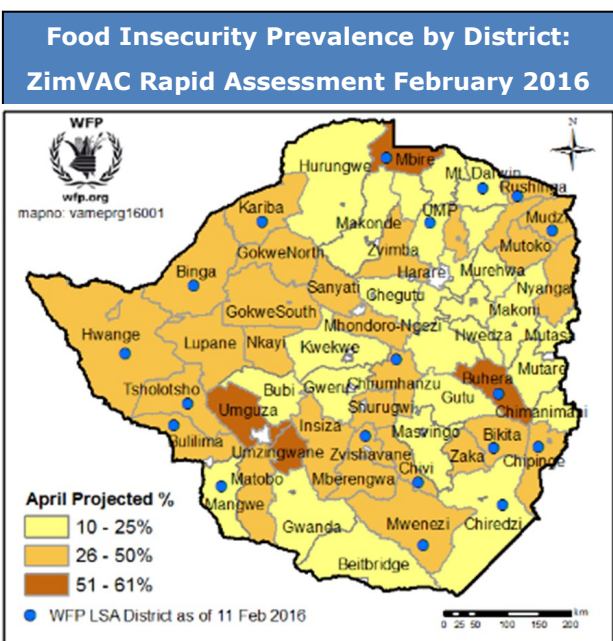 Food Insecurity Prevalence by District:
ZimVAC Rapid Assessment February 2016
WFP
wfp.org
mapno: vameprg16001
N
Hurungwe
Mbire
Mt. Darwin
Rushinga
Kariba
Makonde
UMP
Mudzi
GokweNorth
Zvimba
Mutoko
Binga
Harare
Murehwa
Sanyati
Chegutu
Nyanga
GokweSouth
Makoni
Mhondoro-Ngezi
Hwange
Lupane
Nkayi
Kwekwe
Hwedza
Mutasa
Buhera
Mutare
Tsholotsho
Bubi
Gweru
Chirumhanzu
Umguza
Shurugwi
Gutu
Chimanimani
Bulilima
Insiza
Masvingo
Bikita
Umzingwane
Zvishavane
Zaka
Chipinge
Matobo
Mberengwa
Chivi
Mangwe
Gwanda
Mwenezi
Chiredzi
Beitbridge
April Projected %
10 - 25%
26 - 50%
51 - 61%
WFP LSA District as of 11 Feb 2016
km
0 25 50 100 150 200